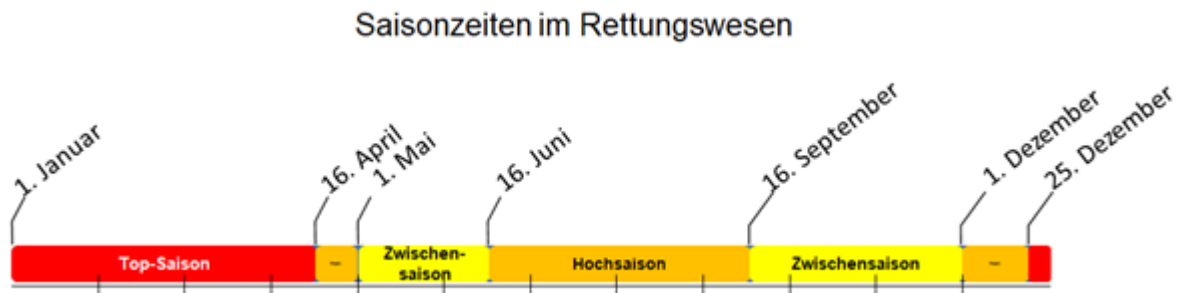 Saisonzeiten im Rettungswesen
1. Januar
16. April
1. Mai
16. Juni
16. September
1. Dezember
25. Dezember
Top-Saison
~
Zwischen-
saison
Hochsaison
Zwischensaison
~